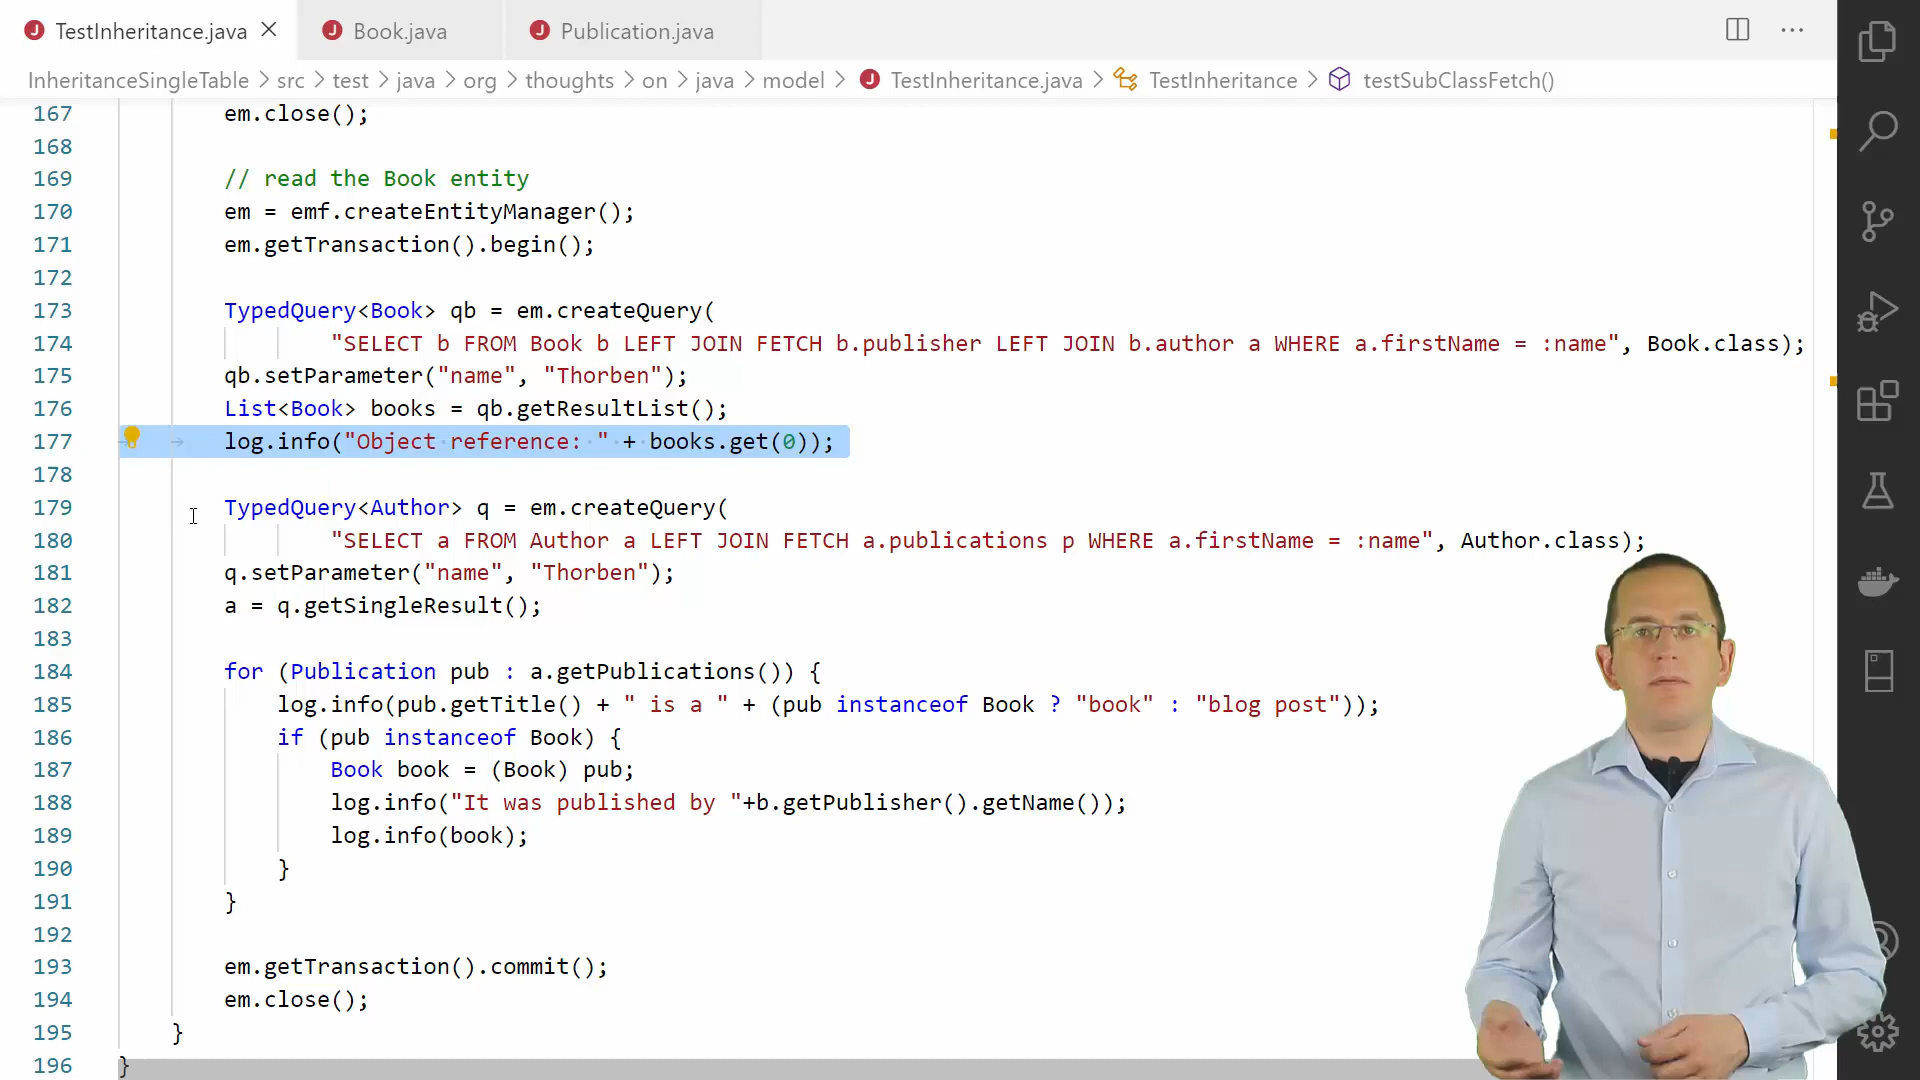 TestInheritance.java
Book.java
Publication.java
InheritanceSingleTable > src > test > java > org > thoughts > on > java > model > TestInheritance.java > TestInheritance > testSubClassFetch()
167 em.close();
168
169 // read the Book entity
170 em = emf.createEntityManager();
171 em.getTransaction().begin();
172
173 TypedQuery<Book> qb = em.createQuery(
174 "SELECT b FROM Book b LEFT JOIN FETCH b.publisher LEFT JOIN b.author a WHERE a.firstName = :name", Book.class);
175 qb.setParameter("name", "Thorben");
176 List<Book> books = qb.getResultList();
177 log.info("Object reference: " + books.get(0));
178
179 TypedQuery<Author> q = em.createQuery(
180 "SELECT a FROM Author a LEFT JOIN FETCH a.publications p WHERE a.firstName = :name", Author.class);
181 q.setParameter("name", "Thorben");
182 a = q.getSingleResult();
183
184 for (Publication pub : a.getPublications()) {
185 log.info(pub.getTitle() + " is a " + (pub instanceof Book ? "book" : "blog post"));
186 if (pub instanceof Book) {
187 Book book = (Book) pub;
188 log.info("It was published by "+b.getPublisher().getName());
189 log.info(book);
190 }
191 }
192
193 em.getTransaction().commit();
194 em.close();
195 }
196 }